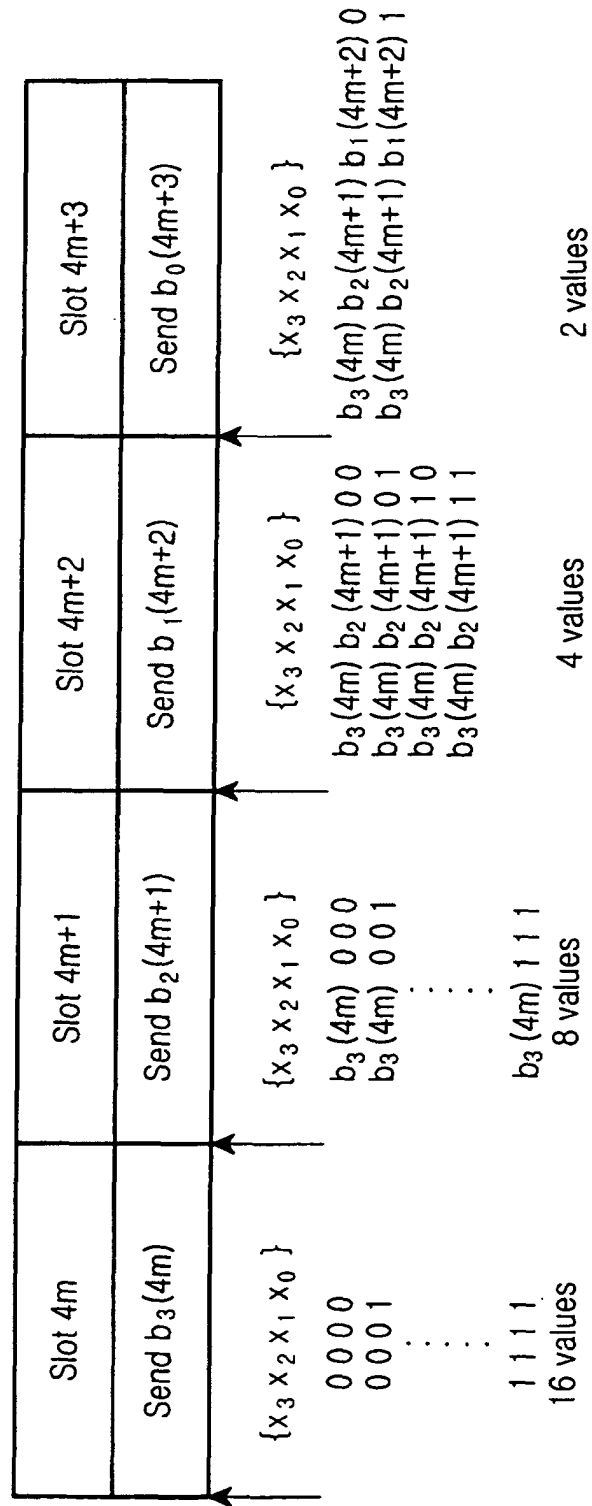 Slot 4m
Slot 4m+1
Slot 4m+2
Slot 4m+3
Send b₃(4m)
Send b₂(4m+1)
Send b₁(4m+2)
Send b₀(4m+3)
{x₃ x₂ x₁ x₀ }
0 0 0 0
0 0 0 1
. . . . .
1 1 1 1
16 values
{x₃ x₂ x₁ x₀ }
b₃(4m) 0 0 0
b₃(4m) 0 0 1
. . . . .
b₃(4m) 1 1 1
8 values
{x₃ x₂ x₁ x₀ }
b₃(4m) b₂(4m+1) 0 0
b₃(4m) b₂(4m+1) 0 1
b₃(4m) b₂(4m+1) 1 0
b₃(4m) b₂(4m+1) 1 1
4 values
{x₃ x₂ x₁ x₀ }
b₃(4m) b₂(4m+1) b₁(4m+2) 0
b₃(4m) b₂(4m+1) b₁(4m+2) 1
2 values